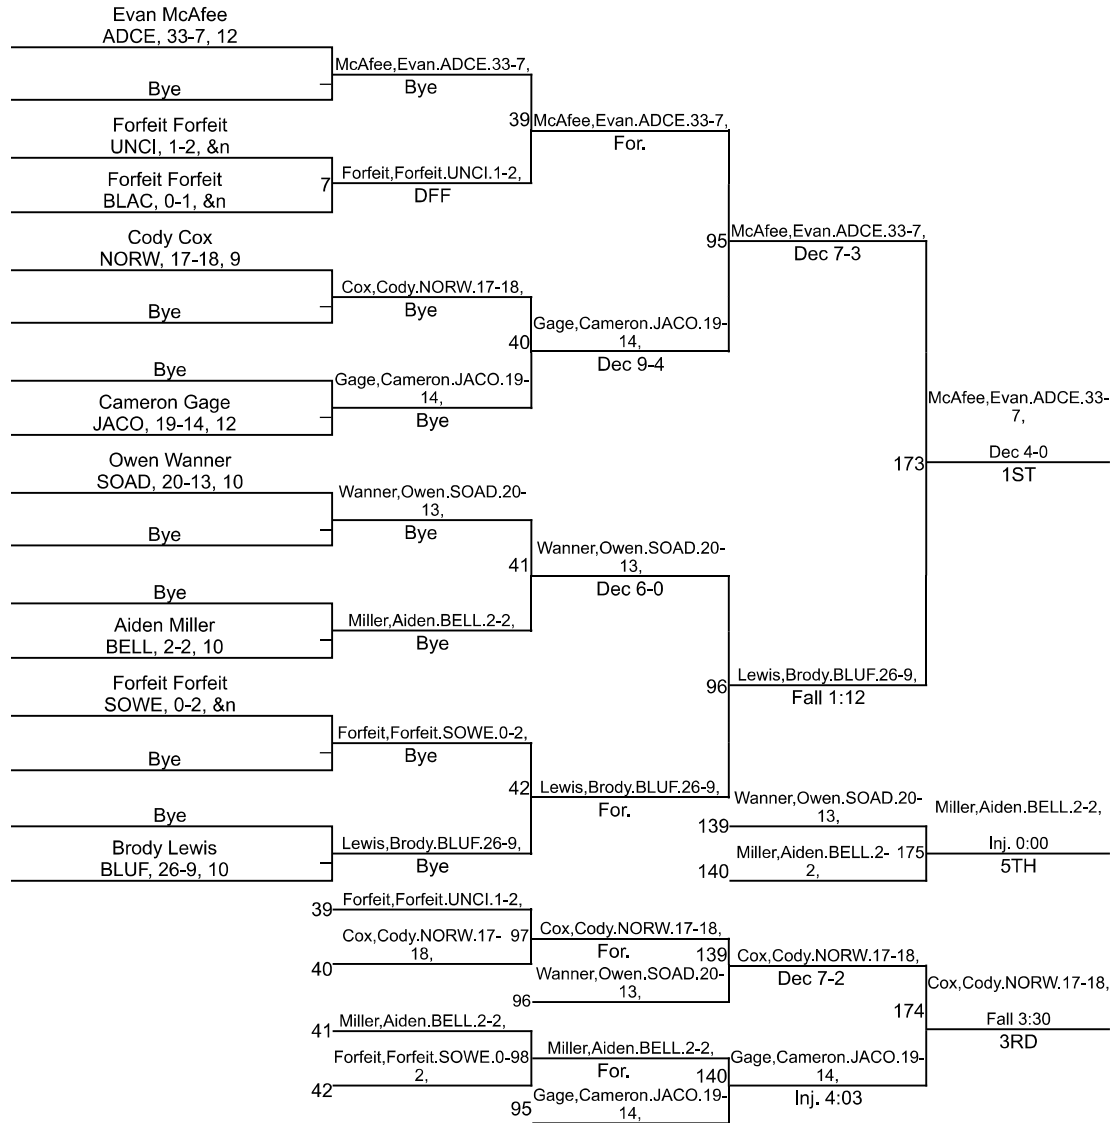 Evan McAfee
ADCE, 33-7, 12
McAfee,Evan.ADCE.33-7,
Bye
Bye
39
McAfee,Evan.ADCE.33-7,
For.
Forfeit Forfeit
UNCI, 1-2, &n
Forfeit Forfeit
BLAC, 0-1, &n
7
Forfeit,Forfeit.UNCI.1-2,
DFF
95
McAfee,Evan.ADCE.33-7,
Dec 7-3
Cody Cox
NORW, 17-18, 9
Cox,Cody.NORW.17-18,
Bye
Bye
40
Gage,Cameron.JACO.19-
14,
Dec 9-4
Bye
Cameron Gage
JACO, 19-14, 12
Gage,Cameron.JACO.19-
14,
Bye
McAfee,Evan.ADCE.33-
7,
173
Dec 4-0
1ST
Owen Wanner
SOAD, 20-13, 10
Wanner,Owen.SOAD.20-
13,
Bye
Bye
41
Wanner,Owen.SOAD.20-
13,
Dec 6-0
Bye
Aiden Miller
BELL, 2-2, 10
Miller,Aiden.BELL.2-2,
Bye
96
Lewis,Brody.BLUF.26-9,
Fall 1:12
Forfeit Forfeit
SOWE, 0-2, &n
Forfeit,Forfeit.SOWE.0-2,
Bye
Bye
42
Lewis,Brody.BLUF.26-9,
For.
Bye
Brody Lewis
BLUF, 26-9, 10
Lewis,Brody.BLUF.26-9,
Bye
139
Wanner,Owen.SOAD.20-
13,
140
Miller,Aiden.BELL.2-
2,
175
Miller,Aiden.BELL.2-2,
Inj. 0:00
5TH
39
Forfeit,Forfeit.UNCI.1-2,
40
Cox,Cody.NORW.17-
18,
97
Cox,Cody.NORW.17-18,
For.
96
Wanner,Owen.SOAD.20-
13,
139
Cox,Cody.NORW.17-18,
Dec 7-2
41
Miller,Aiden.BELL.2-2,
42
Forfeit,Forfeit.SOWE.0-
2,
98
Miller,Aiden.BELL.2-2,
For.
95
Gage,Cameron.JACO.19-
14,
140
Gage,Cameron.JACO.19-
14,
Inj. 4:03
174
Cox,Cody.NORW.17-18,
Fall 3:30
3RD